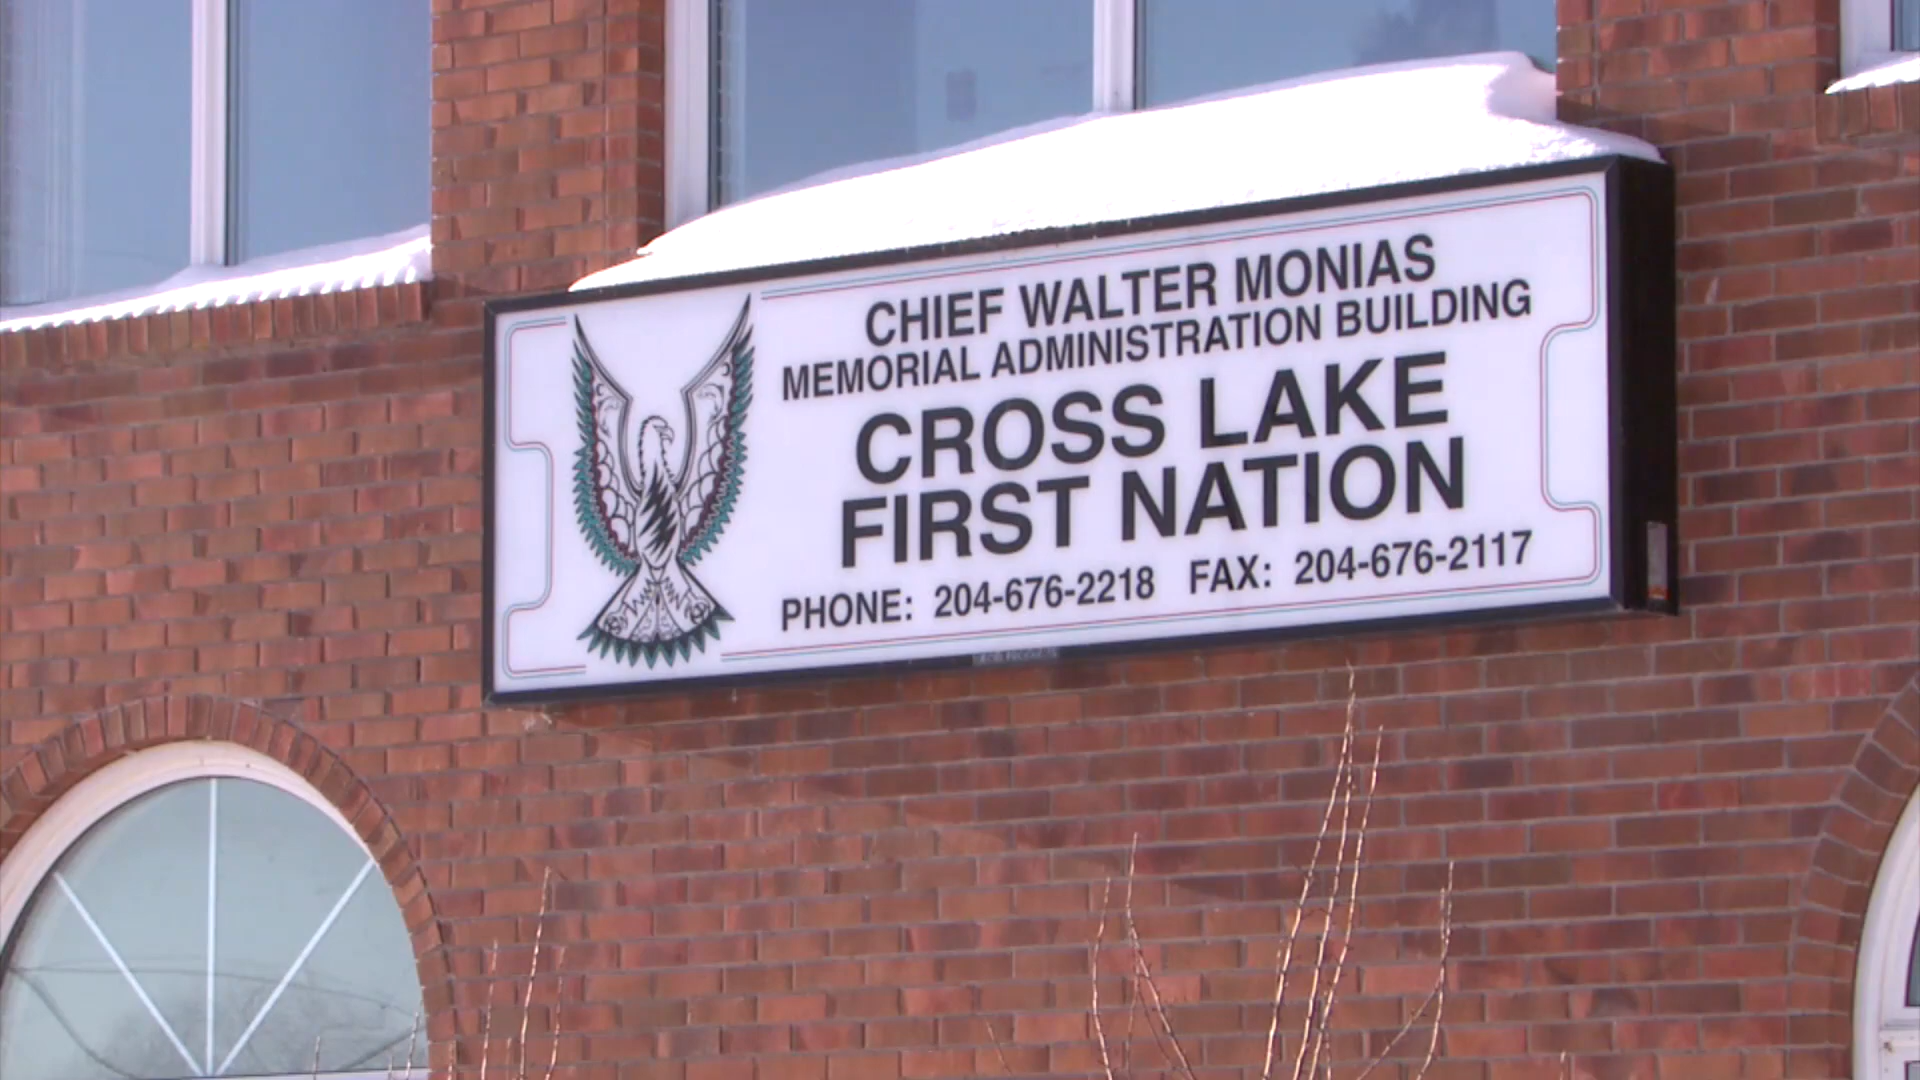 CHIEF WALTER MONIAS
MEMORIAL ADMINISTRATION BUILDING
CROSS LAKE
FIRST NATION
PHONE: 204-676-2218 FAX: 204-676-2117